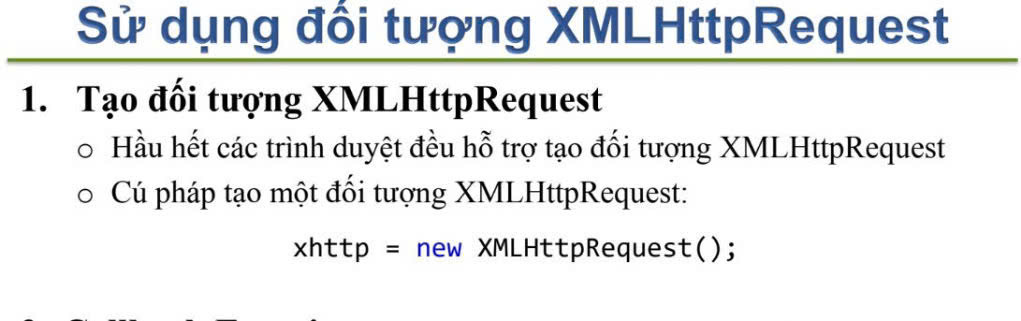 Sử dụng đối tượng XMLHttpRequest
1. Tạo đối tượng XMLHttpRequest
o Hầu hết các trình duyệt đều hỗ trợ tạo đối tượng XMLHttpRequest
o Cú pháp tạo một đối tượng XMLHttpRequest:
xhttp = new XMLHttpRequest();